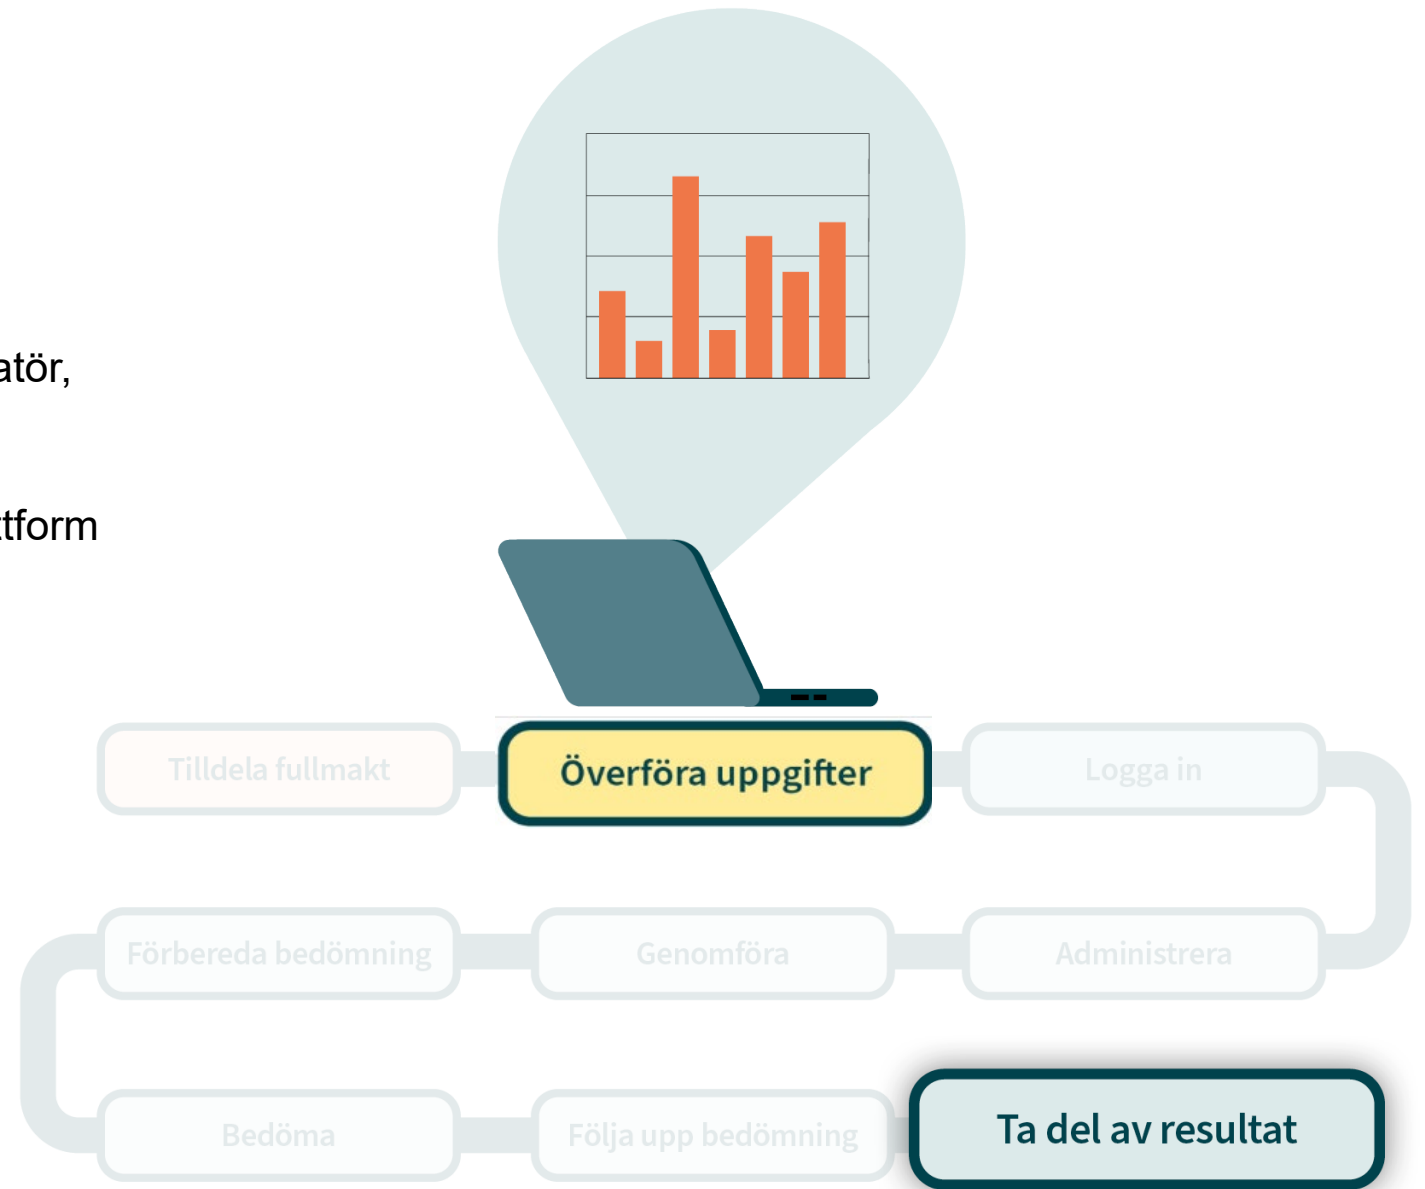 atör,
ttform
Tilldela fullmakt
Överföra uppgifter
Logga in
Förbereda bedömning
Genomföra
Administrera
Bedöma
Följa upp bedömning
Ta del av resultat